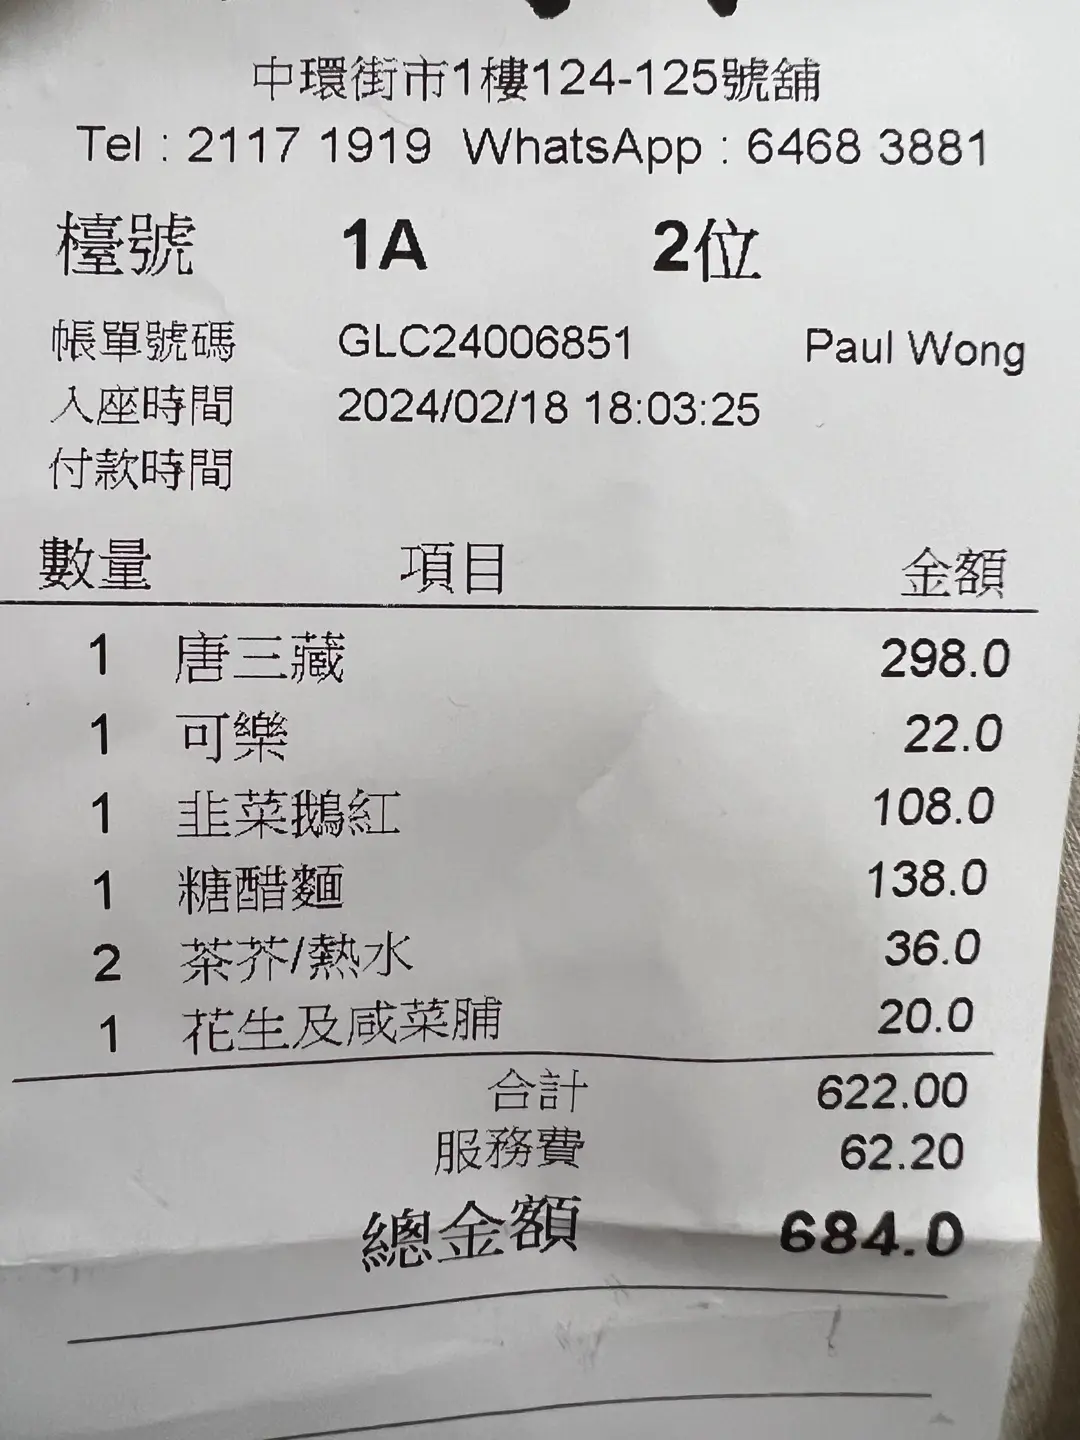 中環街市1樓124-125號舖
Tel : 2117 1919 WhatsApp : 6468 3881
檯號 1A 2位
帳單號碼 GLC24006851 Paul Wong
入座時間 2024/02/18 18:03:25
付款時間
數量 項目 金額
1 唐三藏 298.0
1 可樂 22.0
1 韭菜鵝紅 108.0
1 糖醋麵 138.0
2 茶芥/熱水 36.0
1 花生及咸菜脯 20.0
合計 622.00
服務費 62.20
總金額 684.0